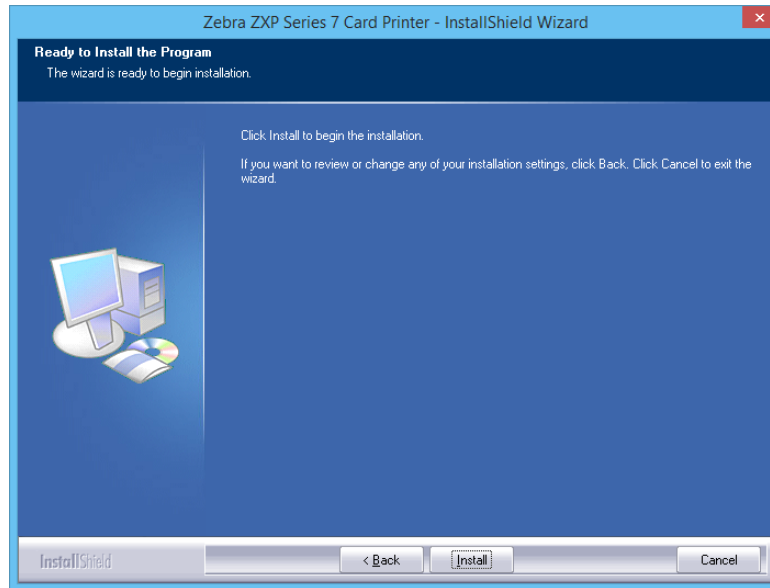 Zebra ZXP Series 7 Card Printer - InstallShield Wizard
Ready to Install the Program
The wizard is ready to begin installation.
Click Install to begin the installation.
If you want to review or change any of your installation settings, click Back. Click Cancel to exit the
wizard.
InstallShield
< Back
Install
Cancel